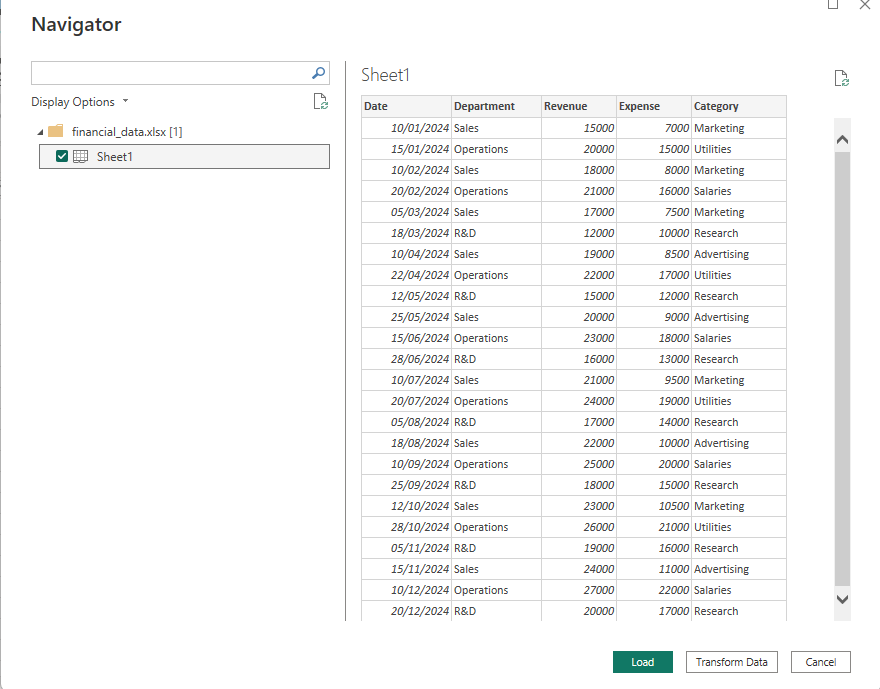 Navigator
Display Options
financial_data.xlsx [1]
Sheet1
Sheet1
Date Department Revenue Expense Category
10/01/2024 Sales 15000 7000 Marketing
15/01/2024 Operations 20000 15000 Utilities
10/02/2024 Sales 18000 8000 Marketing
20/02/2024 Operations 21000 16000 Salaries
05/03/2024 Sales 17000 7500 Marketing
18/03/2024 R&D 12000 10000 Research
10/04/2024 Sales 19000 8500 Advertising
22/04/2024 Operations 22000 17000 Utilities
12/05/2024 R&D 15000 12000 Research
25/05/2024 Sales 20000 9000 Advertising
15/06/2024 Operations 23000 18000 Salaries
28/06/2024 R&D 16000 13000 Research
10/07/2024 Sales 21000 9500 Marketing
20/07/2024 Operations 24000 19000 Utilities
05/08/2024 R&D 17000 14000 Research
18/08/2024 Sales 22000 10000 Advertising
10/09/2024 Operations 25000 20000 Salaries
25/09/2024 R&D 18000 15000 Research
12/10/2024 Sales 23000 10500 Marketing
28/10/2024 Operations 26000 21000 Utilities
05/11/2024 R&D 19000 16000 Research
15/11/2024 Sales 24000 11000 Advertising
10/12/2024 Operations 27000 22000 Salaries
20/12/2024 R&D 20000 17000 Research
Load Transform Data Cancel